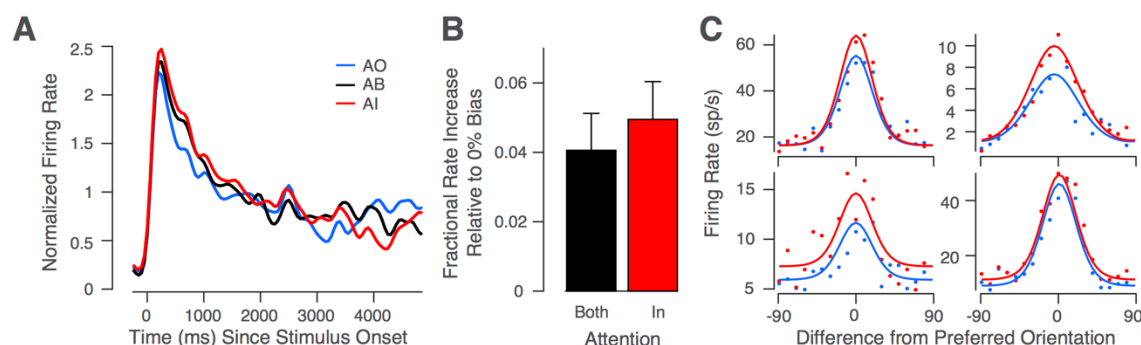 A
Normalized Firing Rate
2.5
2
1.5
1
0.5
0
AO
AB
AI
0
1000
2000
3000
4000
Time (ms) Since Stimulus Onset
B
Fractional Rate Increase
Relative to 0% Bias
0.06
0.04
0.02
0
Both
In
Attention
C
Firing Rate (sp/s)
60
40
20
10
8
6
4
2
15
10
5
40
20
-90
0
90
-90
0
90
Difference from Preferred Orientation